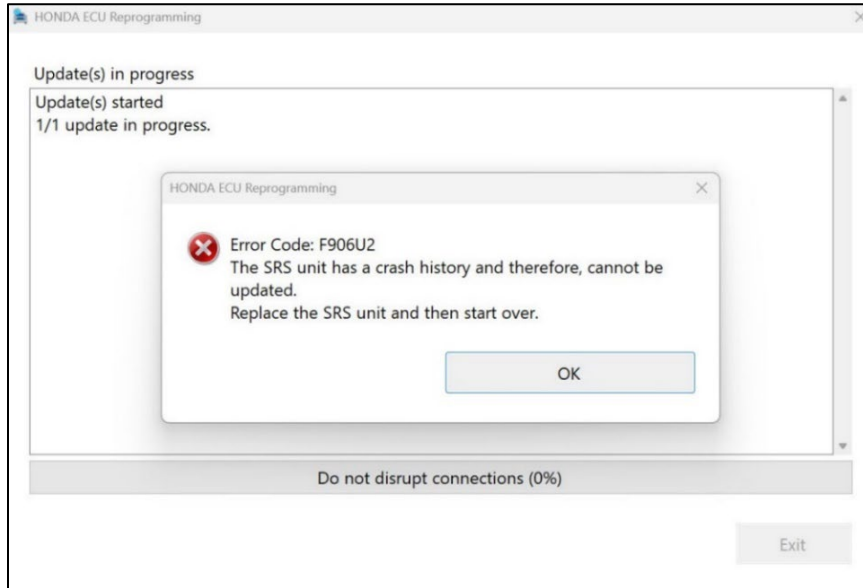 HONDA ECU Reprogramming
Update(s) in progress
Update(s) started
1/1 update in progress.
HONDA ECU Reprogramming
Error Code: F906U2
The SRS unit has a crash history and therefore, cannot be
updated.
Replace the SRS unit and then start over.
OK
Do not disrupt connections (0%)
Exit